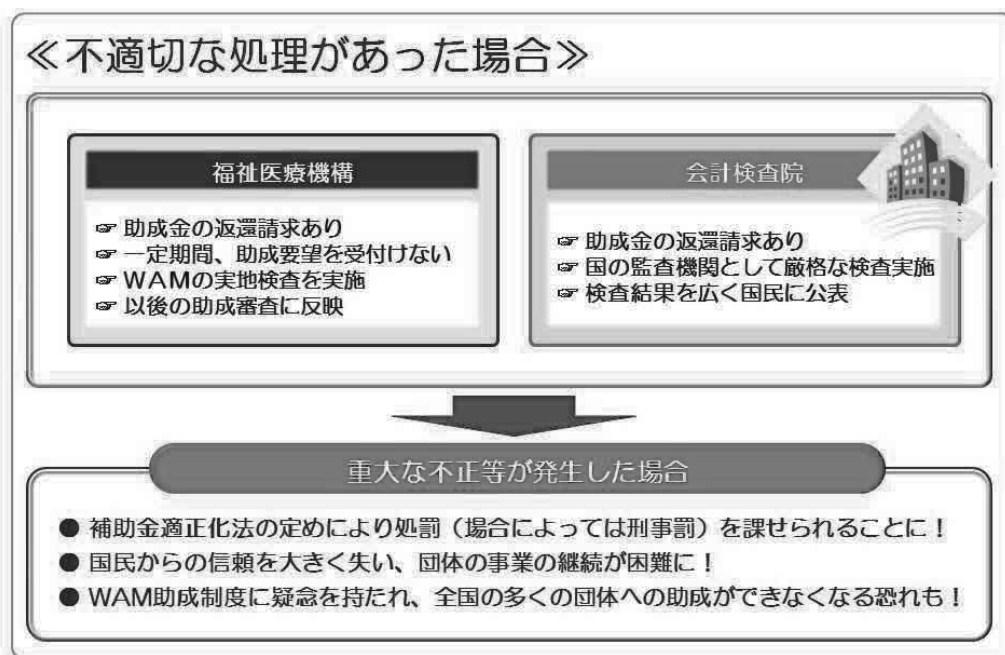 ≪不適切な処理があった場合≫
福祉医療機構
☞ 助成金の返還請求あり
☞ 一定期間、助成要望を受付けない
☞ WAMの実地検査を実施
☞ 以後の助成審査に反映
会計検査院
☞ 助成金の返還請求あり
☞ 国の監査機関として厳格な検査実施
☞ 検査結果を広く国民に公表
重大な不正等が発生した場合
● 補助金適正化法の定めにより処罰（場合によっては刑事罰）を課せられることに！
● 国民からの信頼を大きく失い、団体の事業の継続が困難に！
● WAM助成制度に疑念を持たれ、全国の多くの団体への助成ができなくなる恐れも！